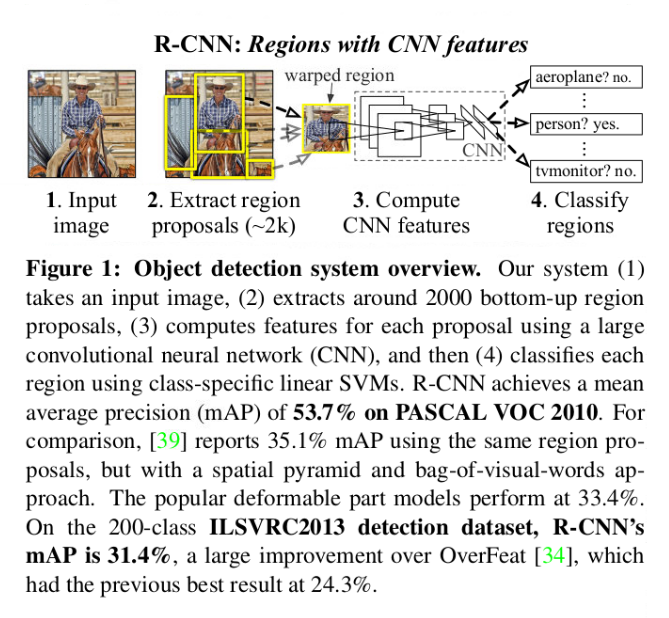 R-CNN: Regions with CNN features
warped region
aeroplane? no.
person? yes.
tvmonitor? no.
CNN
1. Input image
2. Extract region proposals (~2k)
3. Compute CNN features
4. Classify regions
Figure 1: Object detection system overview. Our system (1)
takes an input image, (2) extracts around 2000 bottom-up region
proposals, (3) computes features for each proposal using a large
convolutional neural network (CNN), and then (4) classifies each
region using class-specific linear SVMs. R-CNN achieves a mean
average precision (mAP) of 53.7% on PASCAL VOC 2010. For
comparison, [39] reports 35.1% mAP using the same region pro-
posals, but with a spatial pyramid and bag-of-visual-words ap-
proach. The popular deformable part models perform at 33.4%.
On the 200-class ILSVRC2013 detection dataset, R-CNN's
mAP is 31.4%, a large improvement over OverFeat [34], which
had the previous best result at 24.3%.